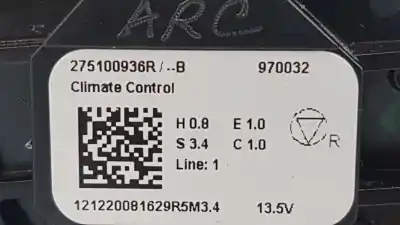 ARC
275100936R / --B 970032
Climate Control
H 0.8 E 1.0
S 3.4 C 1.0
R
Line: 1
121220081629R5M3.4 13.5V